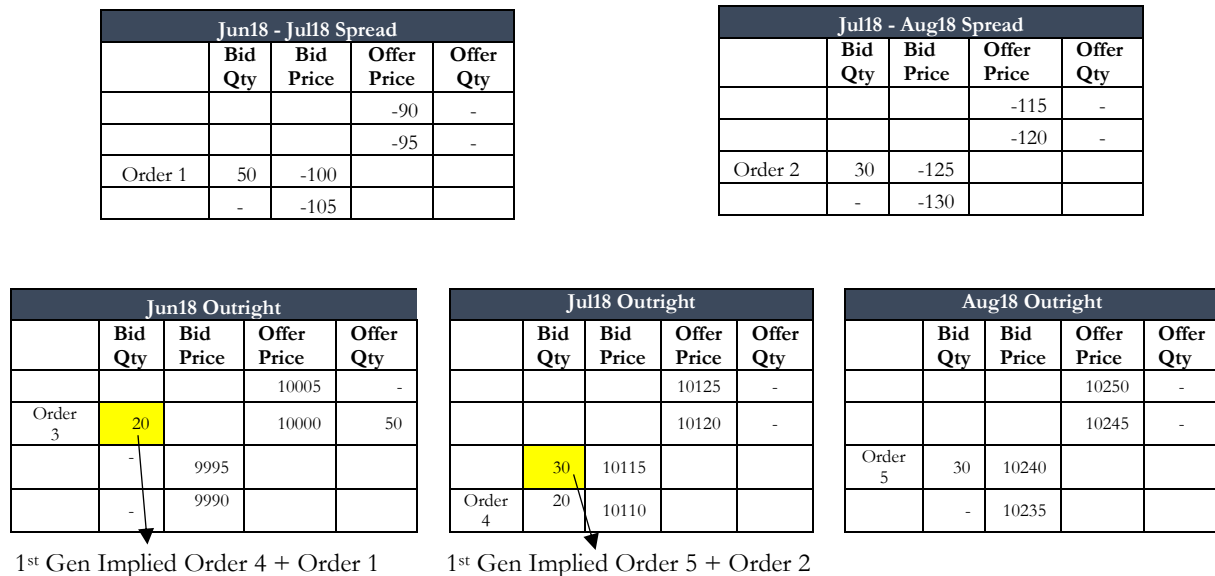 Jun18 - Jul18 Spread
Bid Qty Bid Price Offer Price Offer Qty
-90 -
-95 -
Order 1 50 -100
- -105
Jul18 - Aug18 Spread
Bid Qty Bid Price Offer Price Offer Qty
-115 -
-120 -
Order 2 30 -125
- -130
Jun18 Outright
Bid Qty Bid Price Offer Price Offer Qty
10005 -
Order 3 20 10000 50
- 9995
- 9990
1st Gen Implied Order 4 + Order 1
Jul18 Outright
Bid Qty Bid Price Offer Price Offer Qty
10125 -
10120 -
30 10115
Order 4 20 10110
1st Gen Implied Order 5 + Order 2
Aug18 Outright
Bid Qty Bid Price Offer Price Offer Qty
10250 -
10245 -
Order 5 30 10240
- 10235